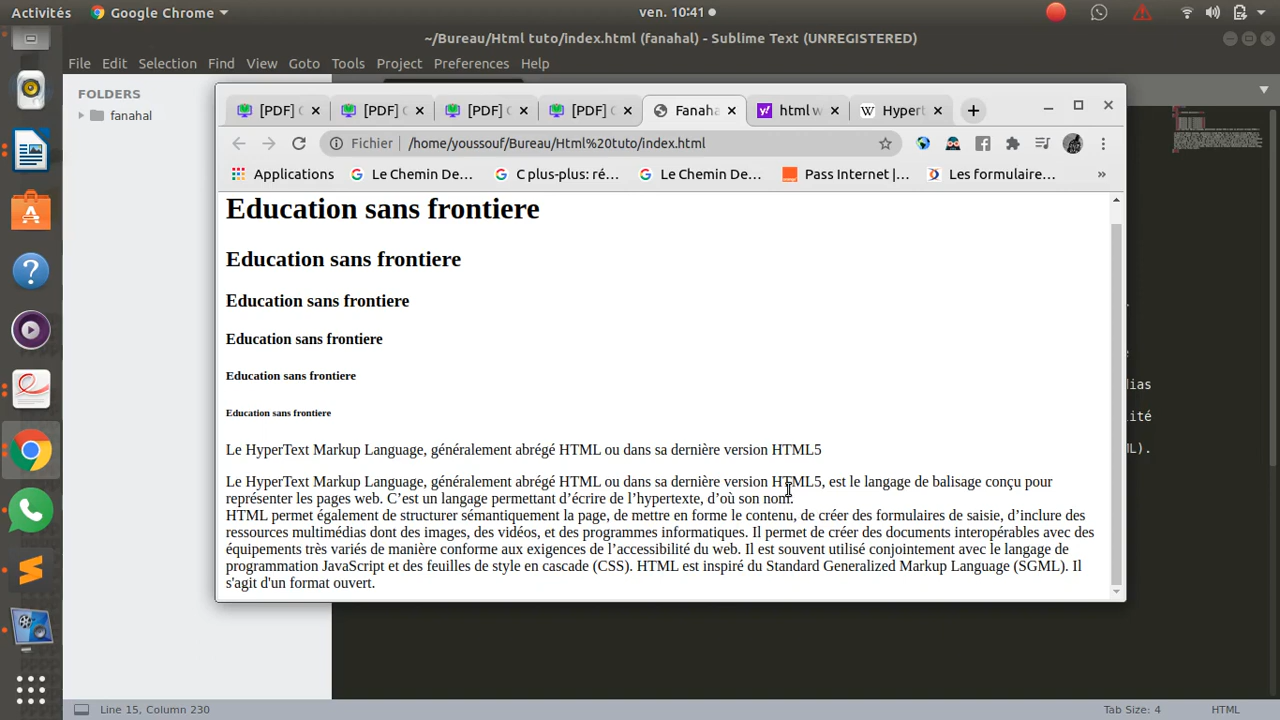 Activités Google Chrome ven. 10:41
~/Bureau/Html tuto/index.html (fanahal) - Sublime Text (UNREGISTERED)
File Edit Selection Find View Goto Tools Project Preferences Help
FOLDERS
fanahal
[PDF] [PDF] [PDF] [PDF] Fanaha html w Hypert
Fichier /home/youssouf/Bureau/Html%20tuto/index.html
Applications Le Chemin De... C plus-plus: ré... Le Chemin De... Pass Internet |... Les formulaire... »
Education sans frontiere
Education sans frontiere
Education sans frontiere
Education sans frontiere
Education sans frontiere
Education sans frontiere
Le HyperText Markup Language, généralement abrégé HTML ou dans sa dernière version HTML5
Le HyperText Markup Language, généralement abrégé HTML ou dans sa dernière version HTML5, est le langage de balisage conçu pour
représenter les pages web. C’est un langage permettant d’écrire de l’hypertexte, d’où son nom.
HTML permet également de structurer sémantiquement la page, de mettre en forme le contenu, de créer des formulaires de saisie, d’inclure des
ressources multimédias dont des images, des vidéos, et des programmes informatiques. Il permet de créer des documents interopérables avec des
équipements très variés de manière conforme aux exigences de l’accessibilité du web. Il est souvent utilisé conjointement avec le langage de
programmation JavaScript et des feuilles de style en cascade (CSS). HTML est inspiré du Standard Generalized Markup Language (SGML). Il
s'agit d'un format ouvert.
Line 15, Column 230 Tab Size: 4 HTML